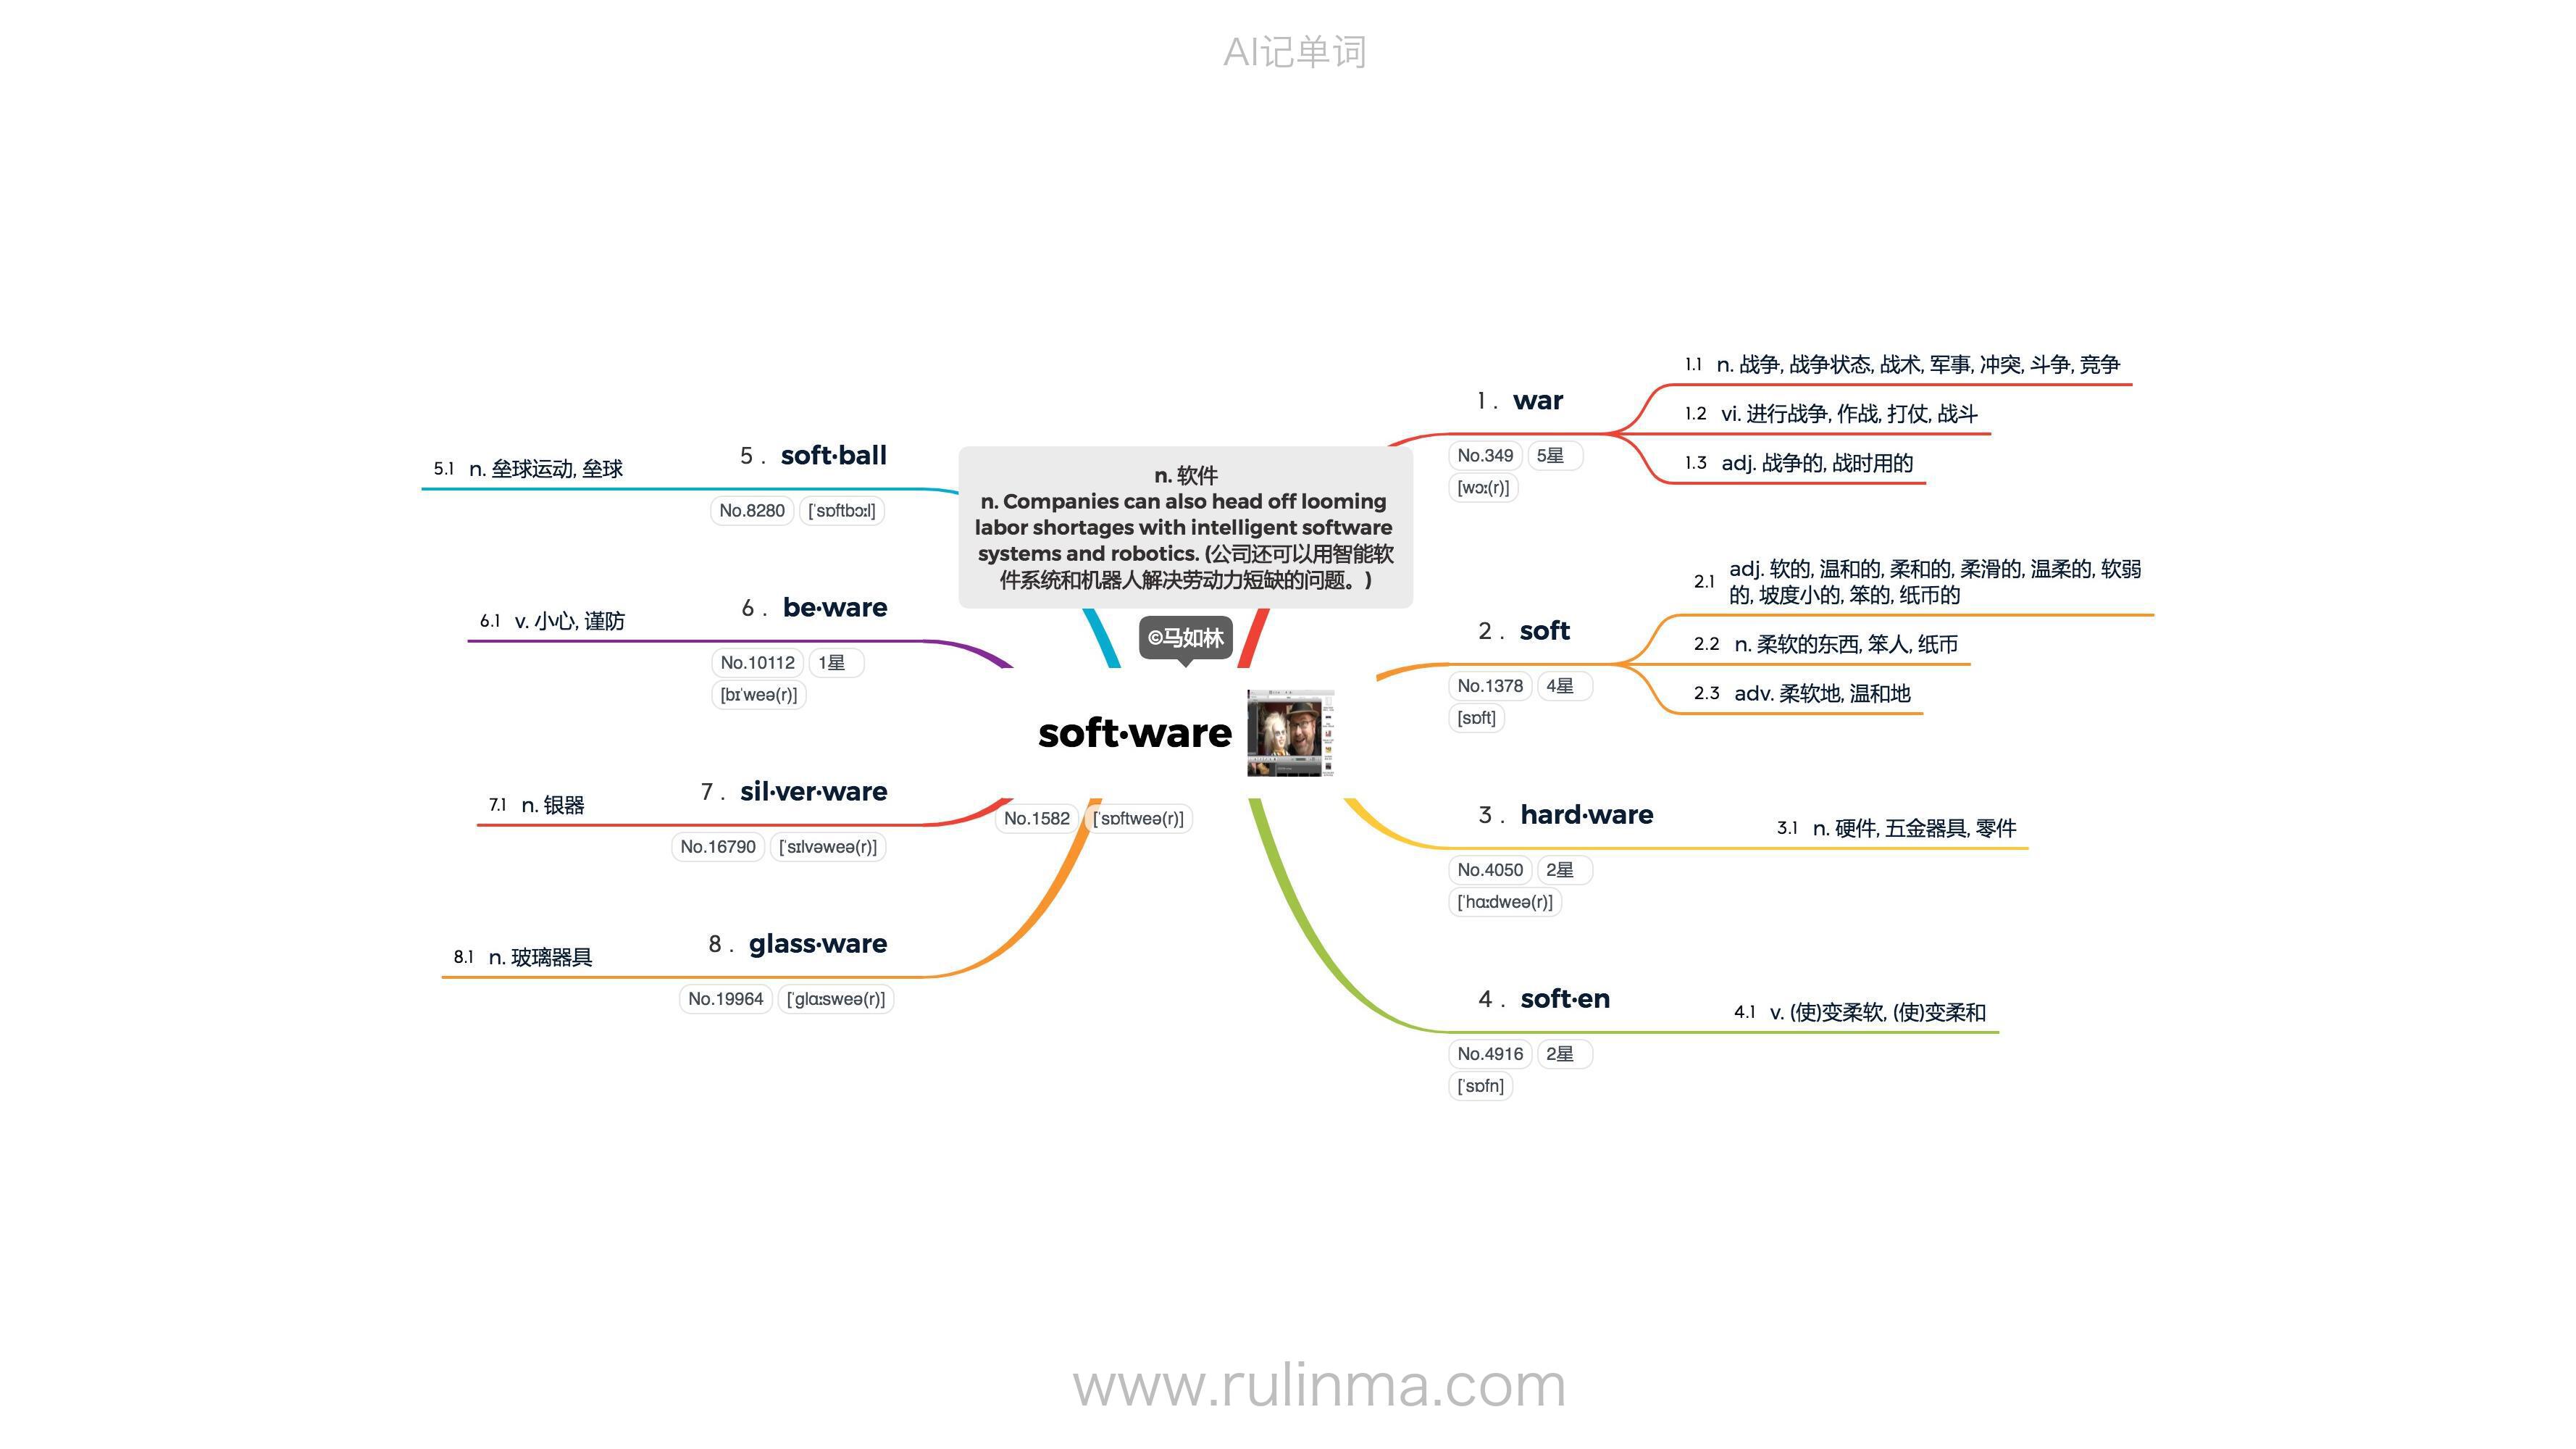 AI记单词
n. 软件
n. Companies can also head off looming
labor shortages with intelligent software
systems and robotics. (公司还可以用智能软
件系统和机器人解决劳动力短缺的问题。)
©马如林
soft·ware
No.1582 [ˈsɒftweə(r)]
1. war
No.349 5星
[wɔː(r)]
1.1 n. 战争, 战争状态, 战术, 军事, 冲突, 斗争, 竞争
1.2 vi. 进行战争, 作战, 打仗, 战斗
1.3 adj. 战争的, 战时用的
2. soft
No.1378 4星
[sɒft]
2.1 adj. 软的, 温和的, 柔和的, 柔滑的, 温柔的, 软弱
的, 坡度小的, 笨的, 纸币的
2.2 n. 柔软的东西, 笨人, 纸币
2.3 adv. 柔软地, 温和地
3. hard·ware
No.4050 2星
[ˈhɑːdweə(r)]
3.1 n. 硬件, 五金器具, 零件
4. soft·en
No.4916 2星
[ˈsɒfn]
4.1 v. (使)变柔软, (使)变柔和
5. soft·ball
No.8280 [ˈsɒftbɔːl]
5.1 n. 垒球运动, 垒球
6. be·ware
No.10112 1星
[bɪˈweə(r)]
6.1 v. 小心, 谨防
7. sil·ver·ware
No.16790 [ˈsɪlvəweə(r)]
7.1 n. 银器
8. glass·ware
No.19964 [ˈɡlɑːsweə(r)]
8.1 n. 玻璃器具
www.rulinma.com